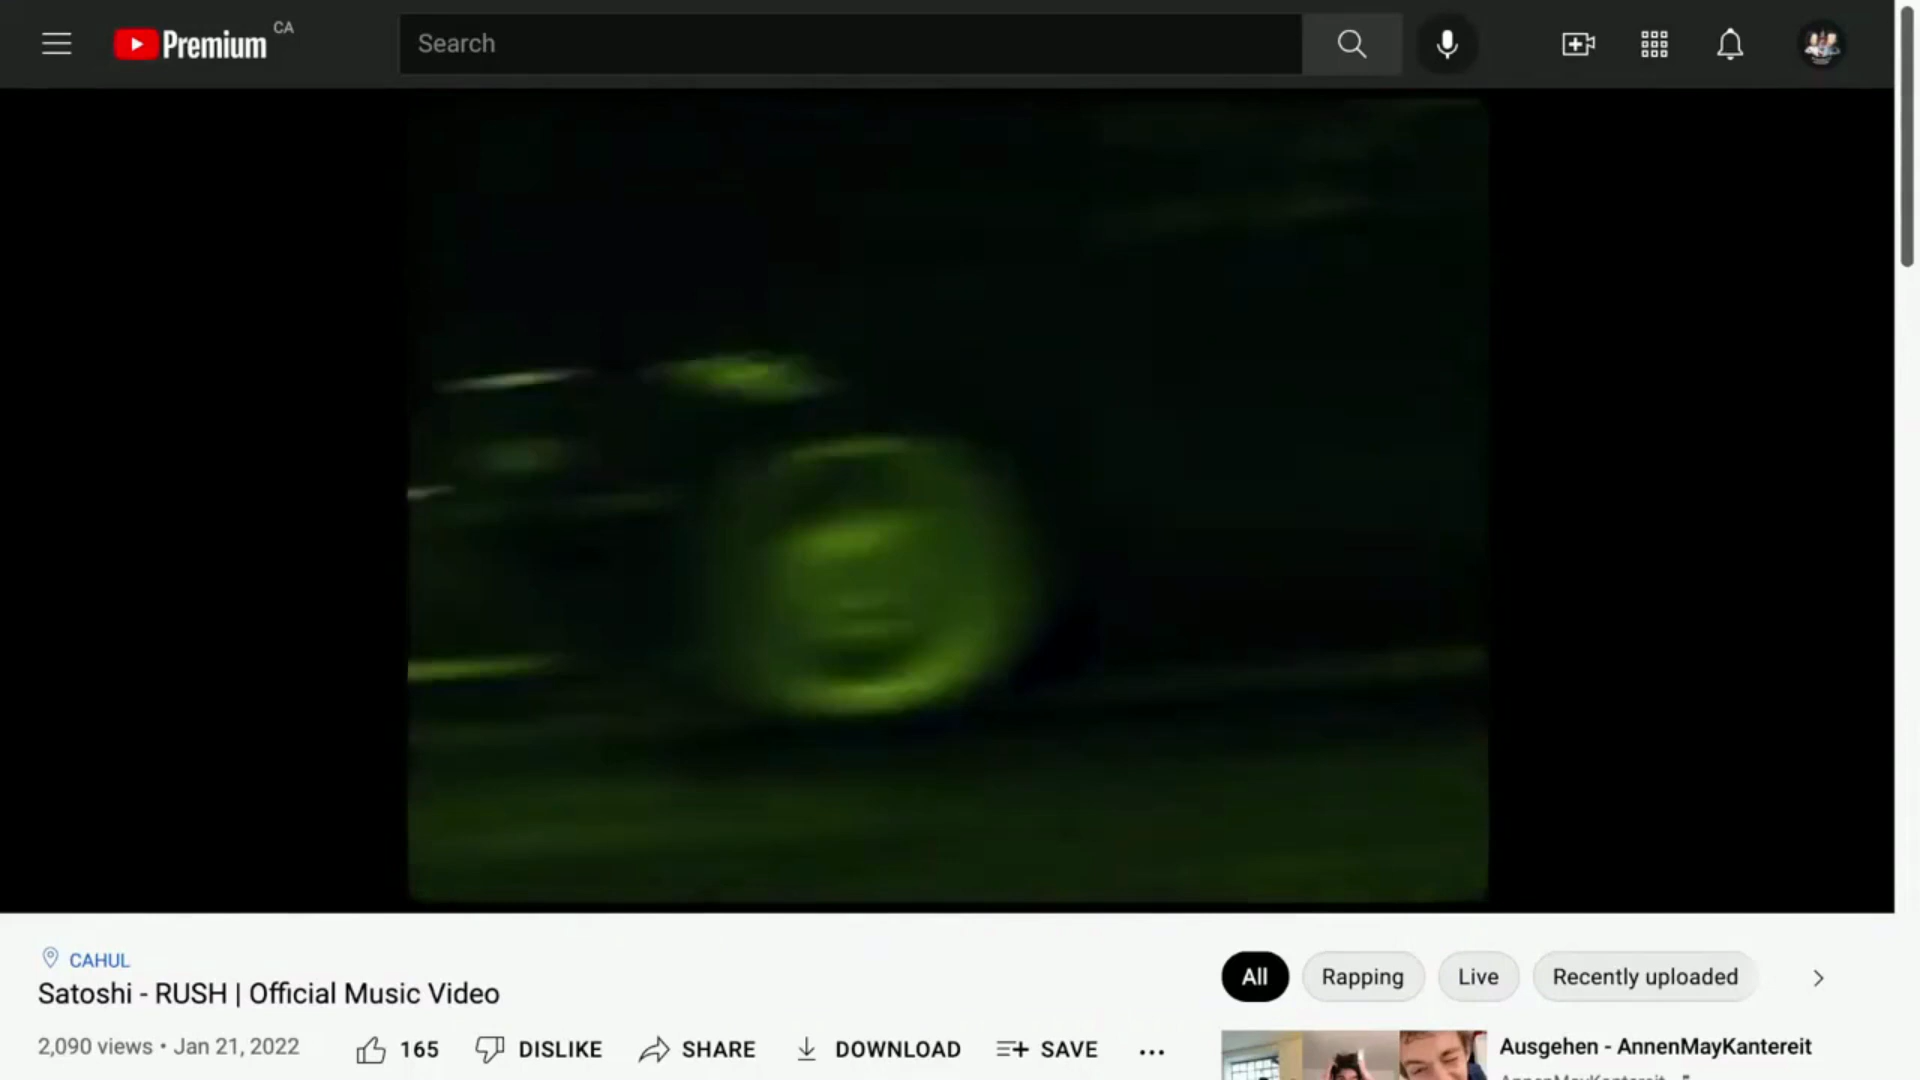 Premium CA
Search
CAHUL
Satoshi - RUSH | Official Music Video
2,090 views • Jan 21, 2022
165
DISLIKE
SHARE
DOWNLOAD
SAVE
All
Rapping
Live
Recently uploaded
Ausgehen - AnnenMayKantereit
AnnenMayKantereit